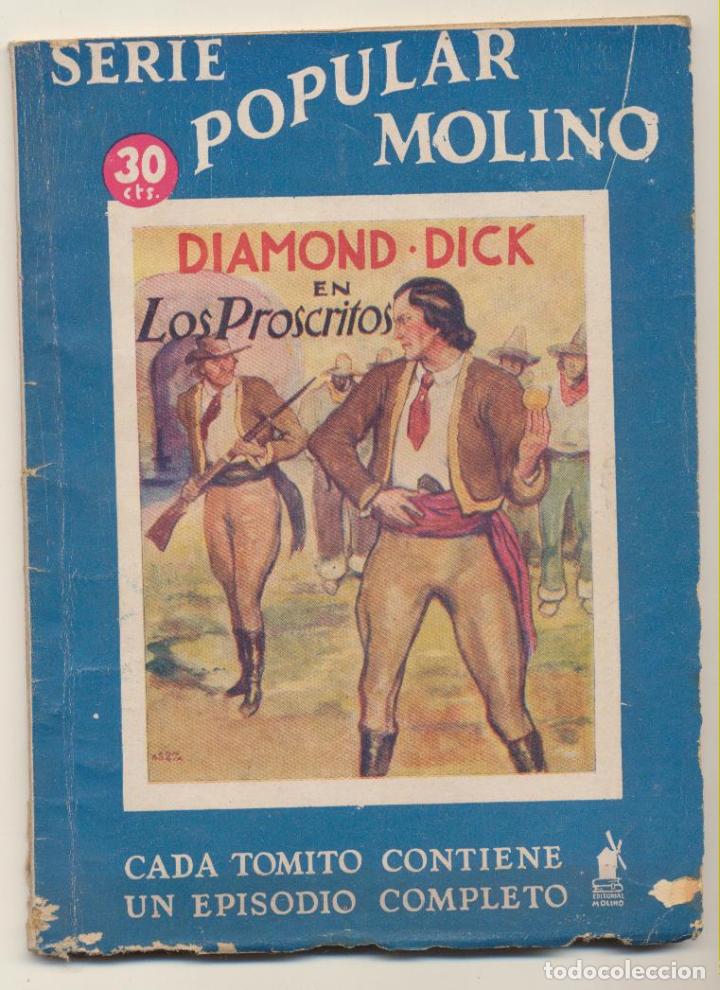 SERIE
POPULAR
MOLINO
30
cts.
DIAMOND · DICK
EN
Los Proscritos
CADA TOMITO CONTIENE
UN EPISODIO COMPLETO
EDITORIAL
MOLINO
todocoleccion